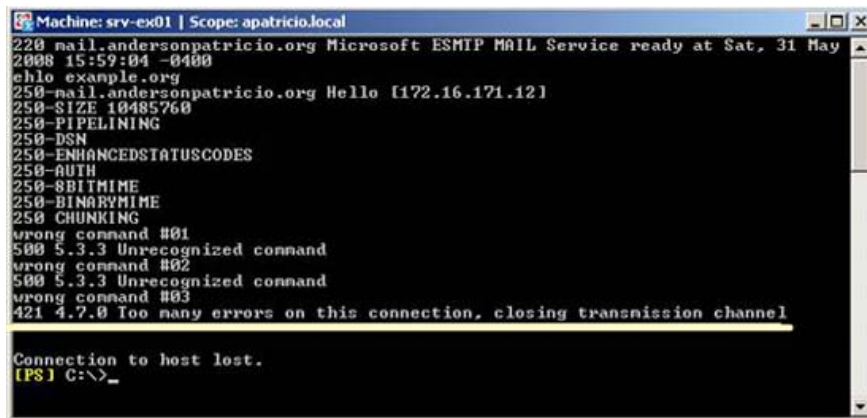 Machine: srv-ex01 | Scope: apatricio.local
220 mail.andersonpatricio.org Microsoft ESMTP MAIL Service ready at Sat, 31 May
2008 15:59:04 -0400
ehlo example.org
250-mail.andersonpatricio.org Hello [172.16.171.12]
250-SIZE 10485760
250-PIPELINING
250-DSN
250-ENHANCEDSTATUSCODES
250-AUTH
250-8BITMIME
250-BINARYMIME
250 CHUNKING
wrong command #01
500 5.3.3 Unrecognized command
wrong command #02
500 5.3.3 Unrecognized command
wrong command #03
421 4.7.0 Too many errors on this connection, closing transmission channel
Connection to host lost.
[PS] C:\>_